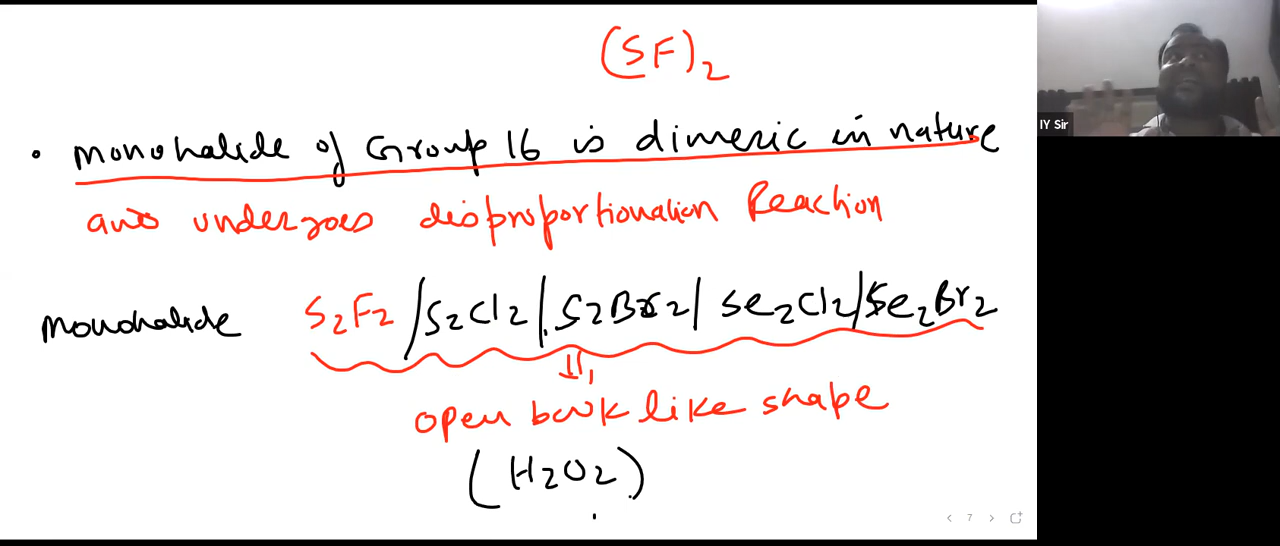 (SF)₂
• monohalide of Group 16 is dimeric in nature
and undergoes disproportionation Reaction
monohalide S₂F₂ / S₂Cl₂ / S₂Br₂ / Se₂Cl₂ / Se₂Br₂
⇓
open book like shape
(H₂O₂)
IY Sir
< 7 >